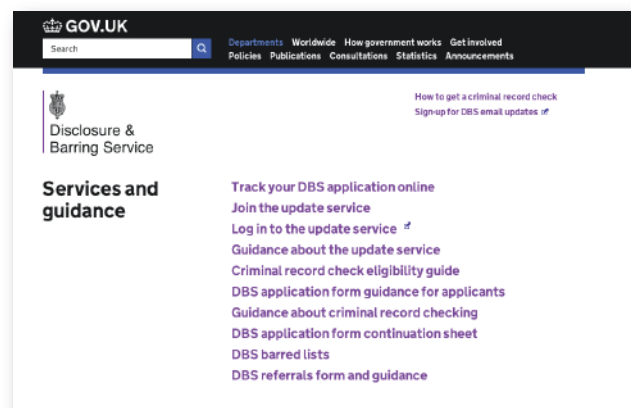 GOV.UK
Search
Departments Worldwide How government works Get involved
Policies Publications Consultations Statistics Announcements
How to get a criminal record check
Sign-up for DBS email updates
Disclosure &
Barring Service
Services and
guidance
Track your DBS application online
Join the update service
Log in to the update service
Guidance about the update service
Criminal record check eligibility guide
DBS application form guidance for applicants
Guidance about criminal record checking
DBS application form continuation sheet
DBS barred lists
DBS referrals form and guidance